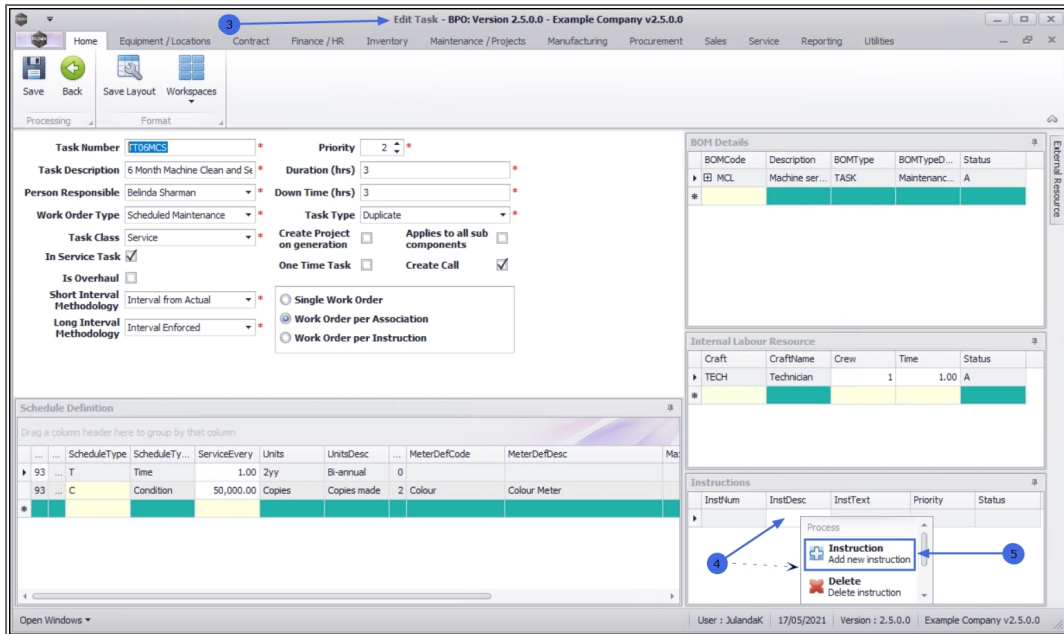 3
Edit Task - BPO: Version 2.5.0.0 - Example Company v2.5.0.0
Home Equipment / Locations Contract Finance / HR Inventory Maintenance / Projects Manufacturing Procurement Sales Service Reporting Utilities
Save Back Save Layout Workspaces
Processing Format
Task Number TT06MCS * Priority 2 *
Task Description 6 Month Machine Clean and Se * Duration (hrs) 3 *
Person Responsible Belinda Sharman * Down Time (hrs) 3 *
Work Order Type Scheduled Maintenance * Task Type Duplicate *
Task Class Service * Create Project on generation Applies to all sub components
In Service Task One Time Task Create Call
Is Overhaul
Short Interval Methodology Interval from Actual *
Long Interval Methodology Interval Enforced *
Single Work Order
Work Order per Association
Work Order per Instruction
BOM Details
BOMCode Description BOMType BOMTypeD... Status
MCL Machine ser... TASK Maintenanc... A
External Resource
Internal Labour Resource
Craft CraftName Crew Time Status
TECH Technician 1 1.00 A
Schedule Definition
Drag a column header here to group by that column
... ... ScheduleType ScheduleTy... ServiceEvery Units UnitsDesc ... MeterDefCode MeterDefDesc Ma
93 ... T Time 1.00 2yy Bi-annual 0
93 ... C Condition 50,000.00 Copies Copies made 2 Colour Colour Meter
Instructions
InstNum InstDesc InstText Priority Status
Process
Instruction
Add new instruction
Delete
Delete instruction
4
5
Open Windows User : JulandaK 17/05/2021 Version : 2.5.0.0 Example Company v2.5.0.0